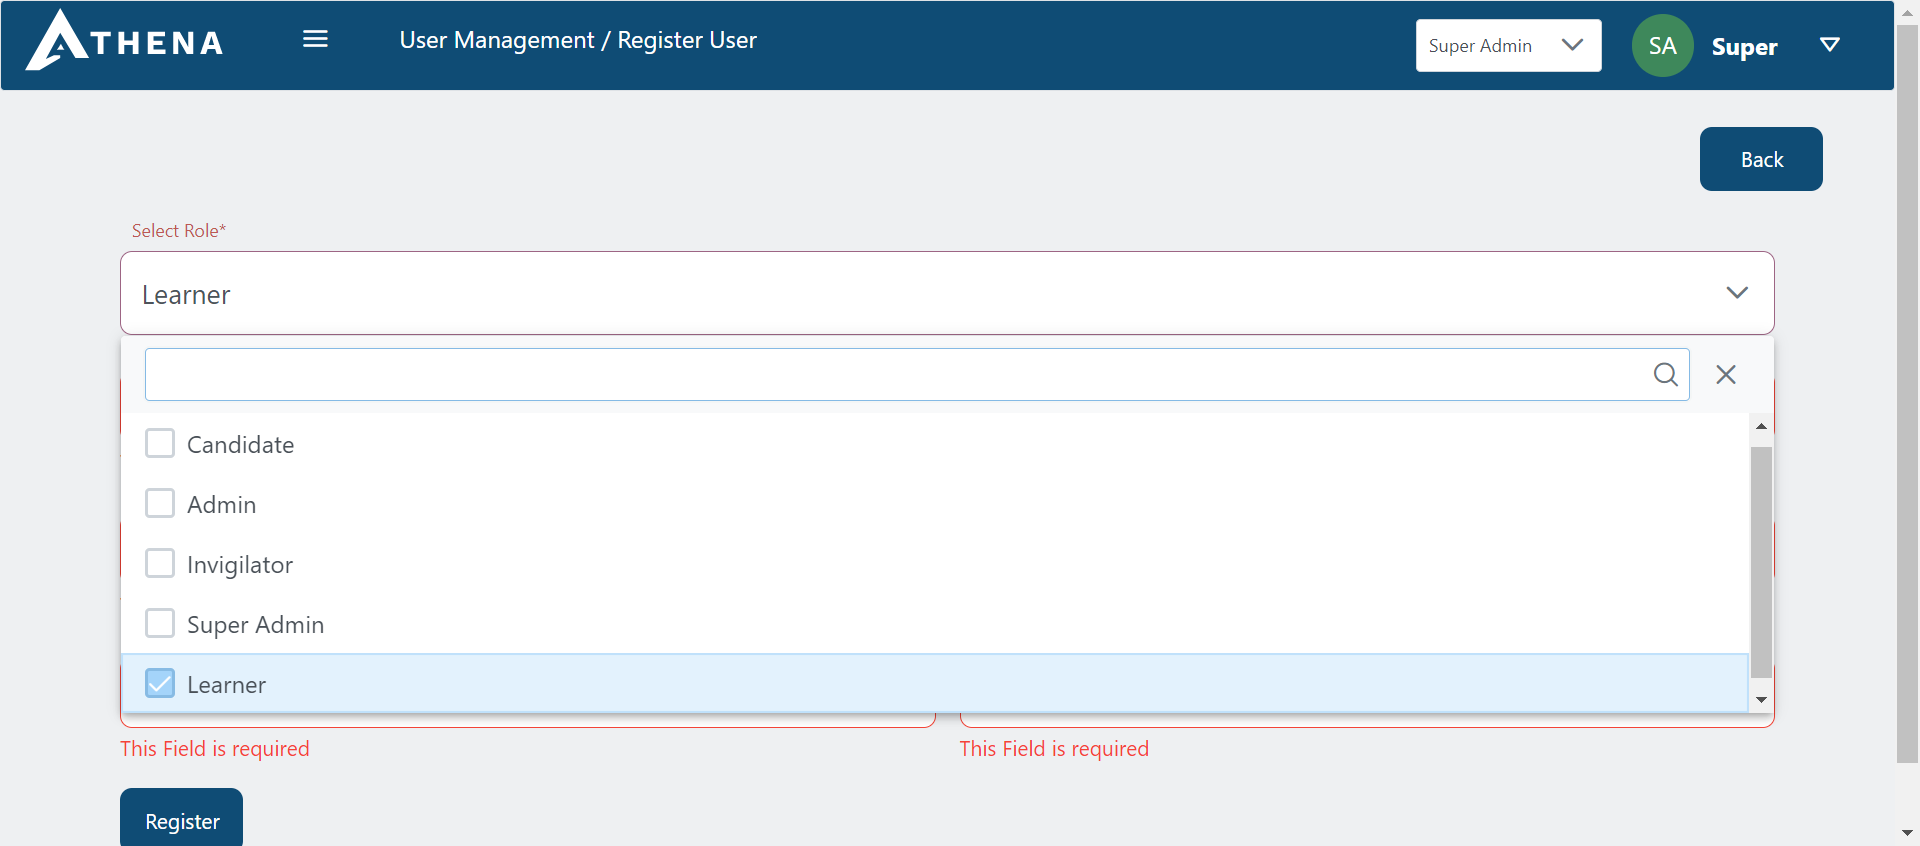 ATHENA
User Management / Register User
Super Admin
SA
Super
Back
Select Role*
Learner
Candidate
Admin
Invigilator
Super Admin
Learner
This Field is required
This Field is required
Register